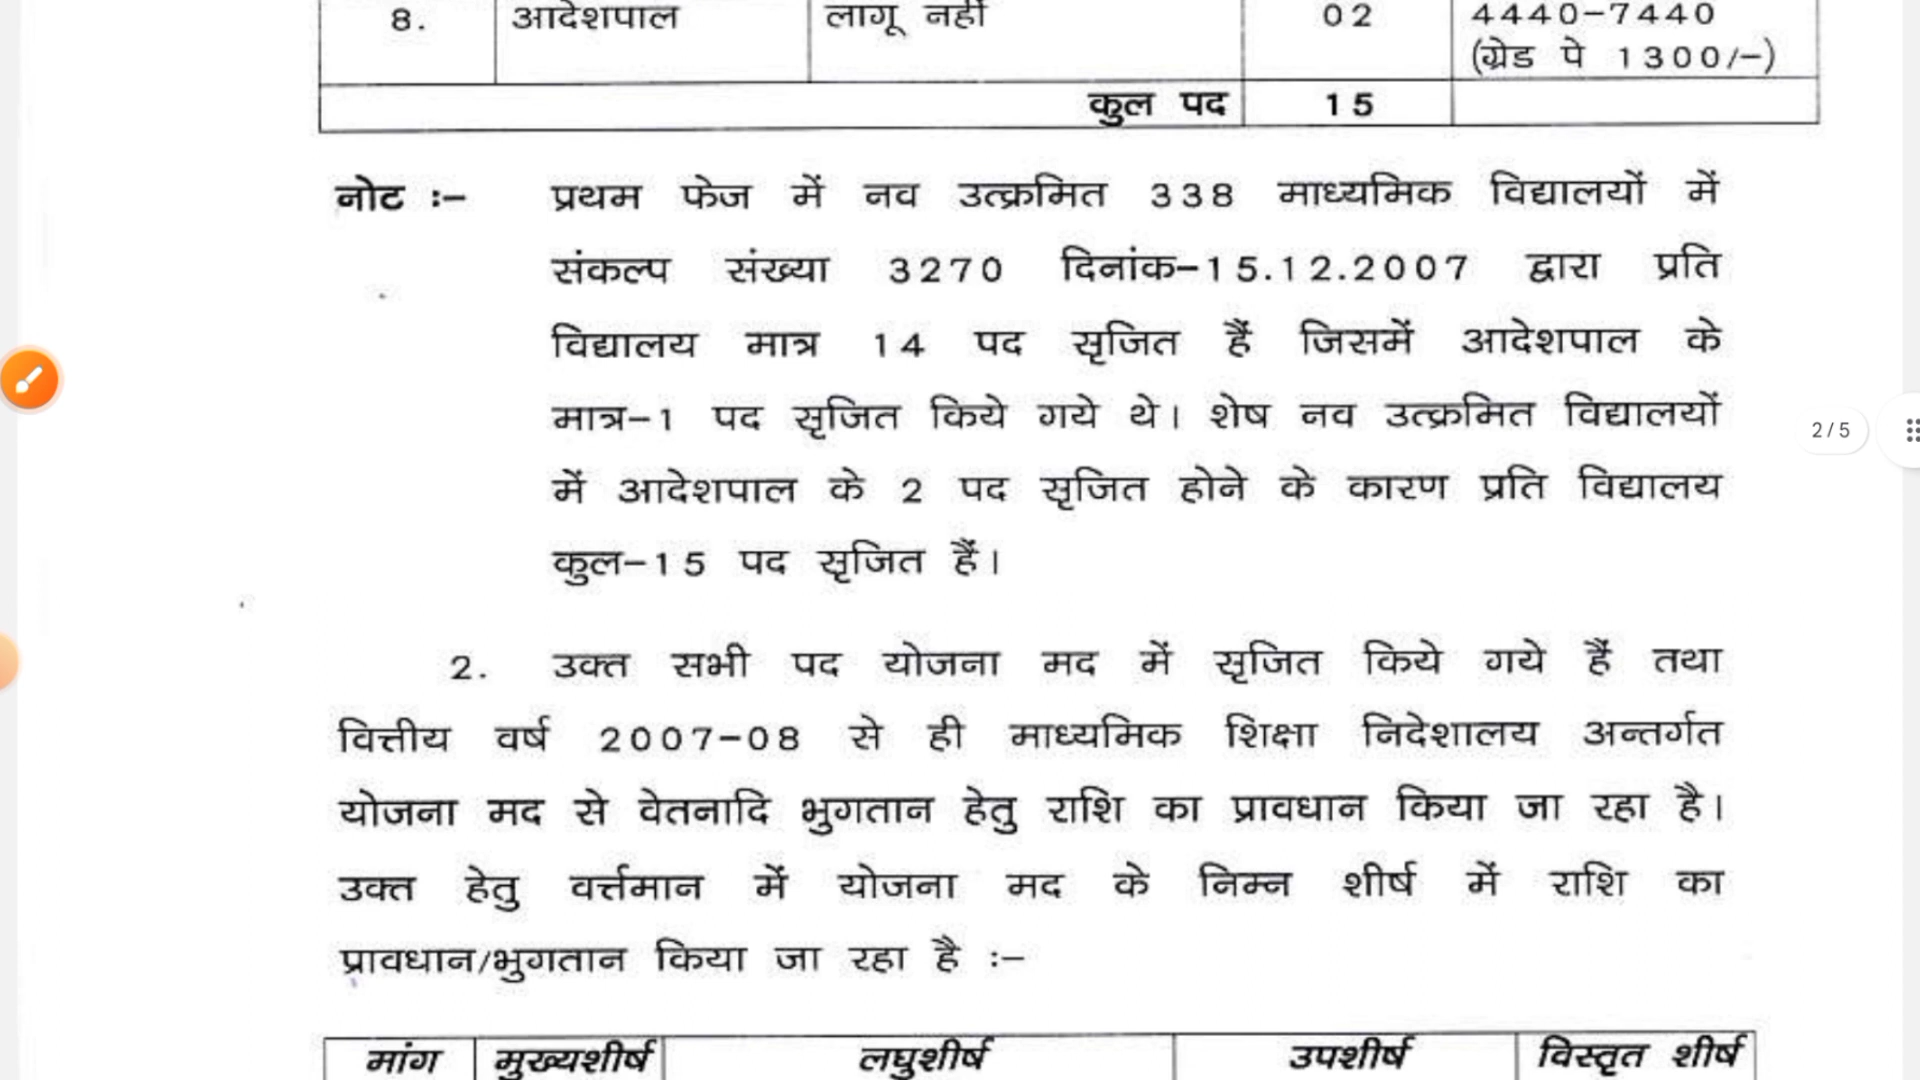 8. आदेशपाल लागू नहीं 02 4440-7440
(ग्रेड पे 1300/-)
कुल पद 15
नोट :- प्रथम फेज में नव उत्क्रमित 338 माध्यमिक विद्यालयों में
संकल्प संख्या 3270 दिनांक-15.12.2007 द्वारा प्रति
विद्यालय मात्र 14 पद सृजित हैं जिसमें आदेशपाल के
मात्र-1 पद सृजित किये गये थे। शेष नव उत्क्रमित विद्यालयों
2/5
में आदेशपाल के 2 पद सृजित होने के कारण प्रति विद्यालय
कुल-15 पद सृजित हैं।
2. उक्त सभी पद योजना मद में सृजित किये गये हैं तथा
वित्तीय वर्ष 2007-08 से ही माध्यमिक शिक्षा निदेशालय अन्तर्गत
योजना मद से वेतनादि भुगतान हेतु राशि का प्रावधान किया जा रहा है।
उक्त हेतु वर्त्तमान में योजना मद के निम्न शीर्ष में राशि का
प्रावधान/भुगतान किया जा रहा है :-
मांग मुख्यशीर्ष लघुशीर्ष उपशीर्ष विस्तृत शीर्ष